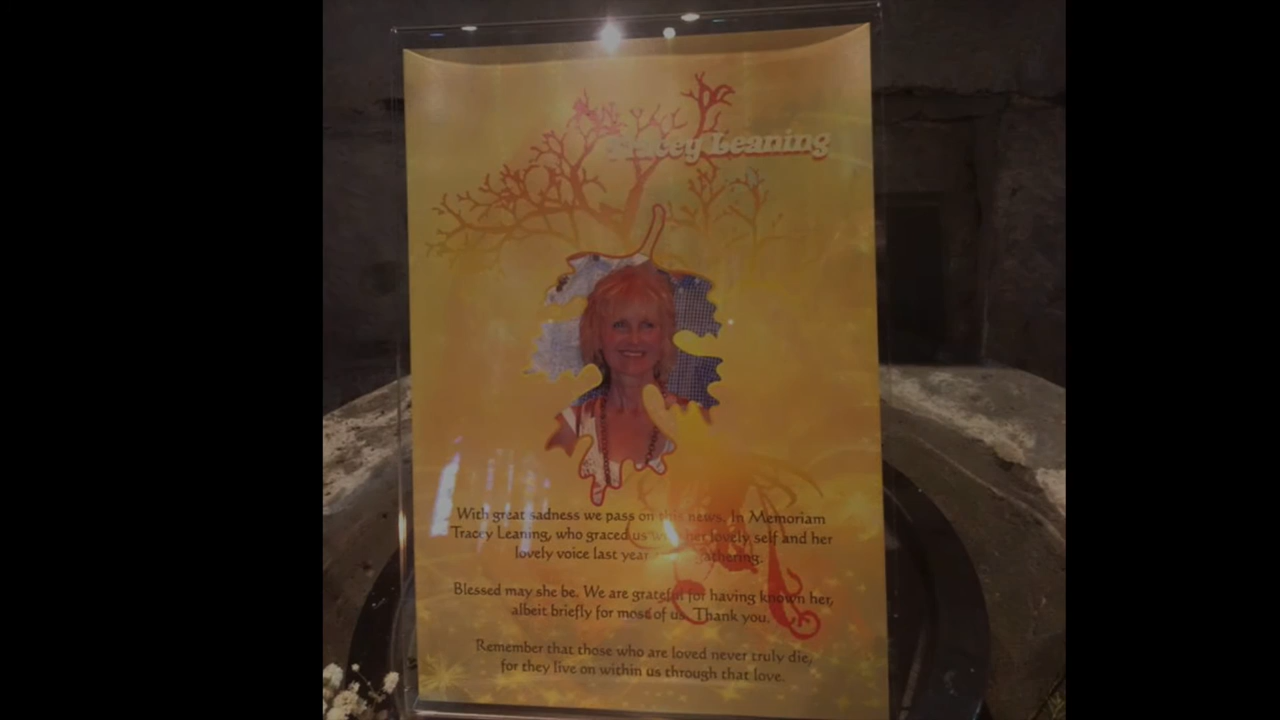 Tracey Leaning
With great sadness we pass on this news. In Memoriam
Tracey Leaning, who graced us with her lovely self and her
lovely voice last year gathering.
Blessed may she be. We are grateful for having known her,
albeit briefly for most of us. Thank you.
Remember that those who are loved never truly die,
for they live on within us through that love.